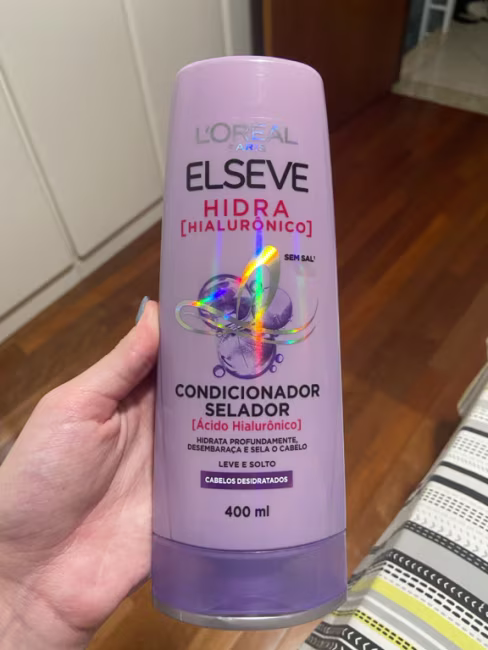 L'ORÉAL
PARIS
ELSEVE
HIDRA
[HIALURÔNICO]
SEM SAL¹
CONDICIONADOR
SELADOR
[Ácido Hialurônico]
HIDRATA PROFUNDAMENTE,
DESEMBARAÇA E SELA O CABELO
LEVE E SOLTO
CABELOS DESIDRATADOS
400 ml